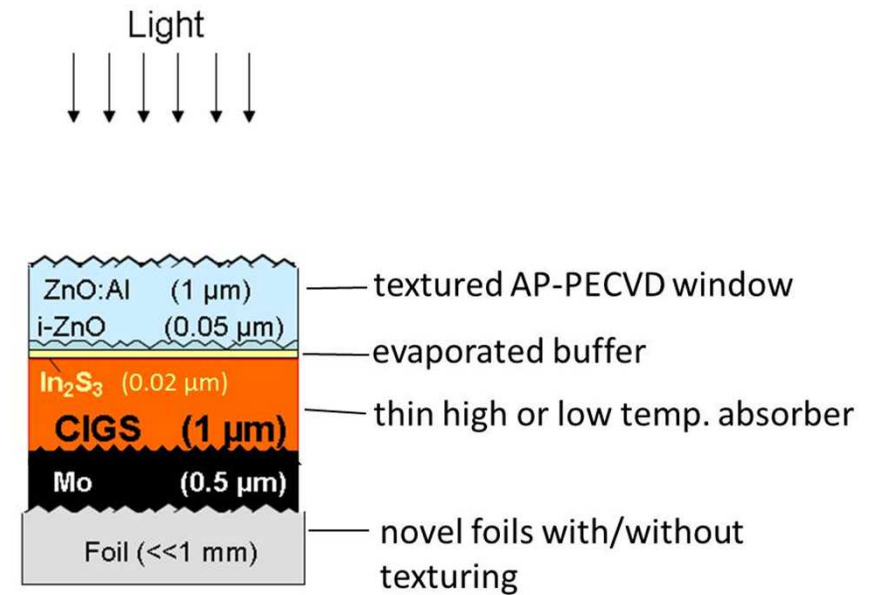 Light
ZnO:Al (1 µm)
textured AP-PECVD window
i-ZnO (0.05 µm)
evaporated buffer
In₂S₃ (0.02 µm)
thin high or low temp. absorber
CIGS (1 µm)
Mo (0.5 µm)
novel foils with/without
texturing
Foil (<<1 mm)